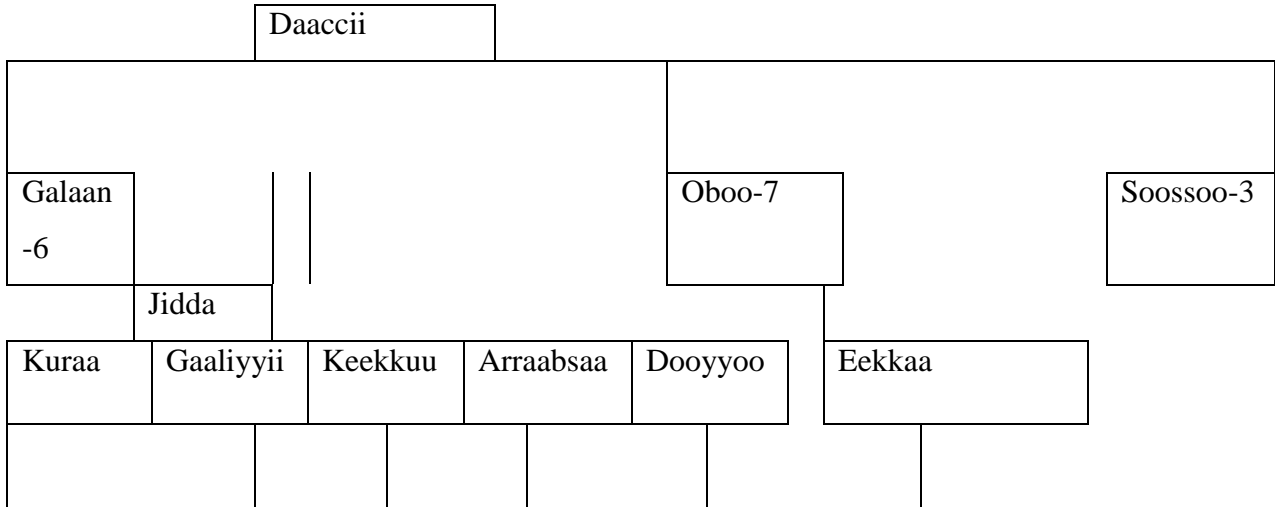 Daaccii
Galaan
-6
Oboo-7
Soossoo-3
Jidda
Kuraa
Gaaliyyii
Keekkuu
Arraabsaa
Dooyyoo
Eekkaa